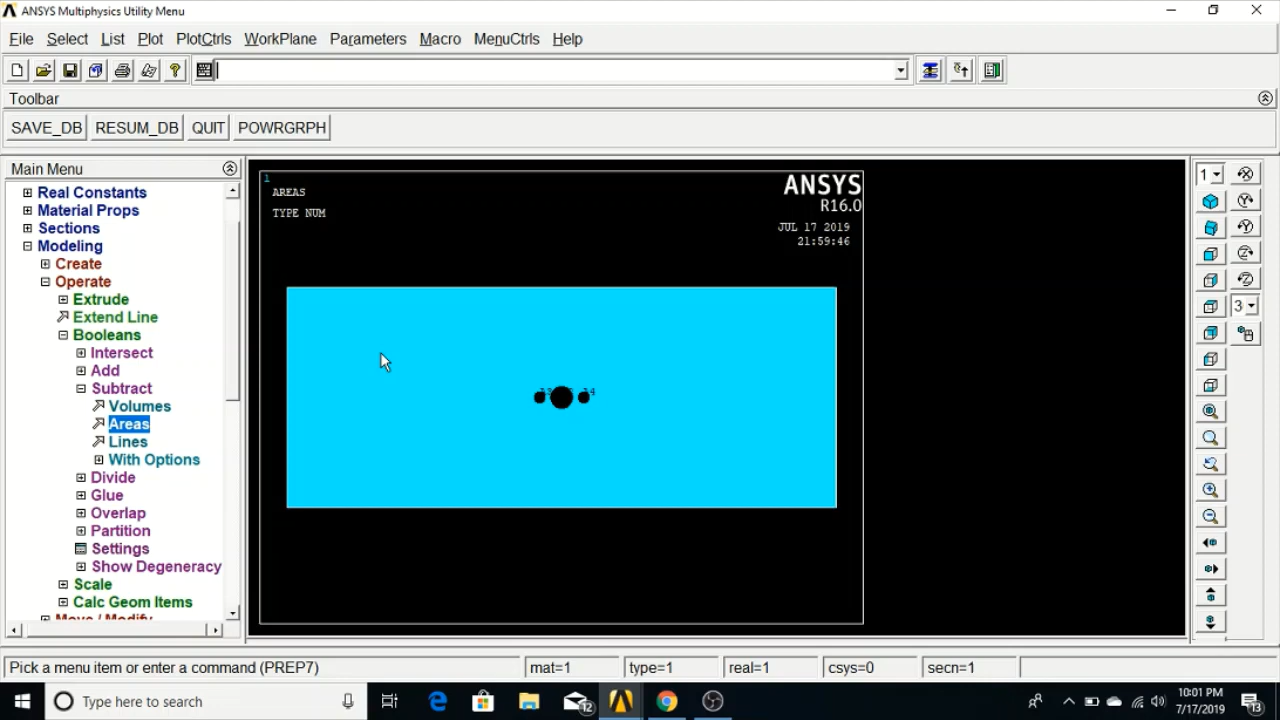 ANSYS Multiphysics Utility Menu
File Select List Plot PlotCtrls WorkPlane Parameters Macro MenuCtrls Help
Toolbar
SAVE_DB RESUM_DB QUIT POWRGRPH
Main Menu
Real Constants
Material Props
Sections
Modeling
Create
Operate
Extrude
Extend Line
Booleans
Intersect
Add
Subtract
Volumes
Areas
Lines
With Options
Divide
Glue
Overlap
Partition
Settings
Show Degeneracy
Scale
Calc Geom Items
Move / Modify
1
AREAS
TYPE NUM
ANSYS
R16.0
JUL 17 2019
21:59:46
1
3
Pick a menu item or enter a command (PREP7) mat=1 type=1 real=1 csys=0 secn=1
Type here to search
12
10:01 PM
7/17/2019
13